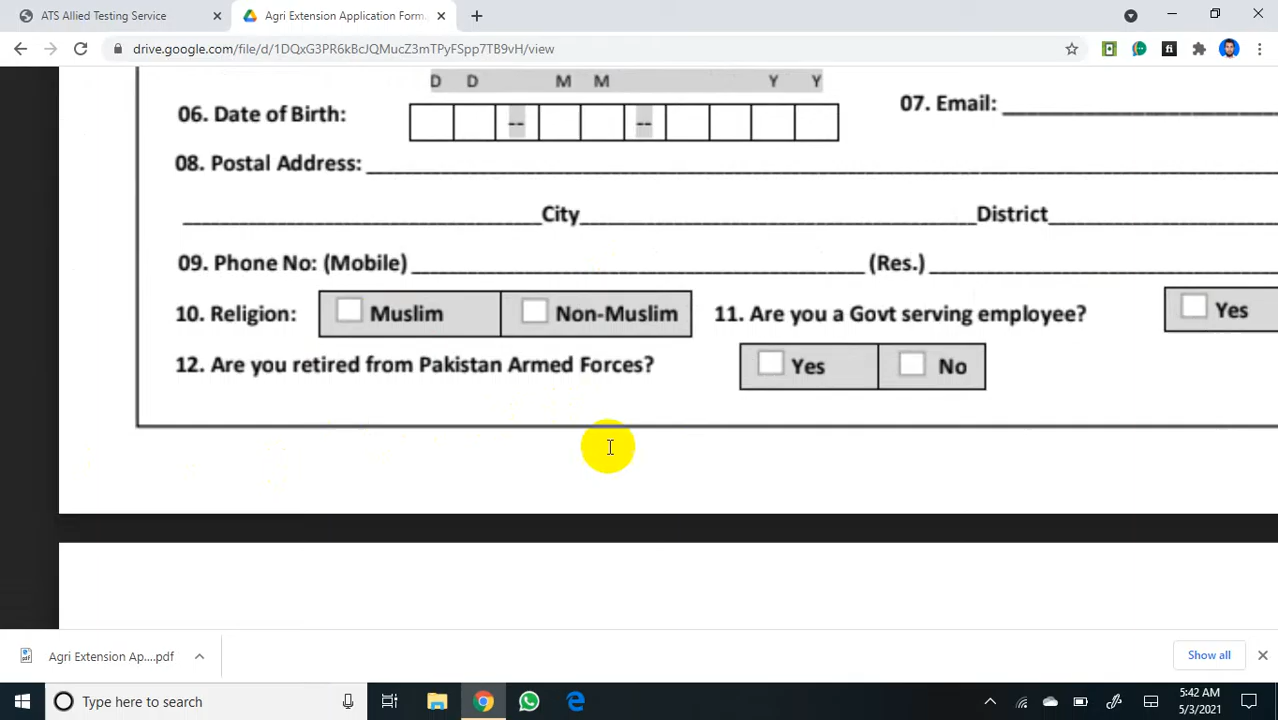 ATS Allied Testing Service
Agri Extension Application Form
drive.google.com/file/d/1DQxG3PR6kBcJQMucZ3mTPyFSpp7TB9vH/view
D D M M Y Y
06. Date of Birth: -- --
07. Email:
08. Postal Address:
City District
09. Phone No: (Mobile) (Res.)
10. Religion: Muslim Non-Muslim 11. Are you a Govt serving employee? Yes
12. Are you retired from Pakistan Armed Forces? Yes No
Agri Extension Ap....pdf
Show all
Type here to search
5:42 AM
5/3/2021